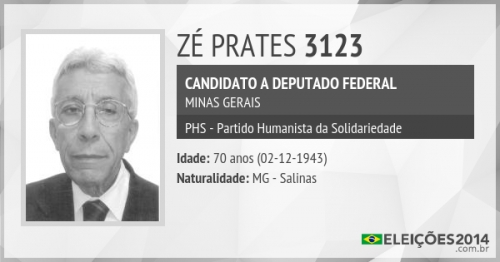 ZÉ PRATES 3123
CANDIDATO A DEPUTADO FEDERAL
MINAS GERAIS
PHS - Partido Humanista da Solidariedade
Idade: 70 anos (02-12-1943)
Naturalidade: MG - Salinas
ELEIÇÕES2014
.com.br